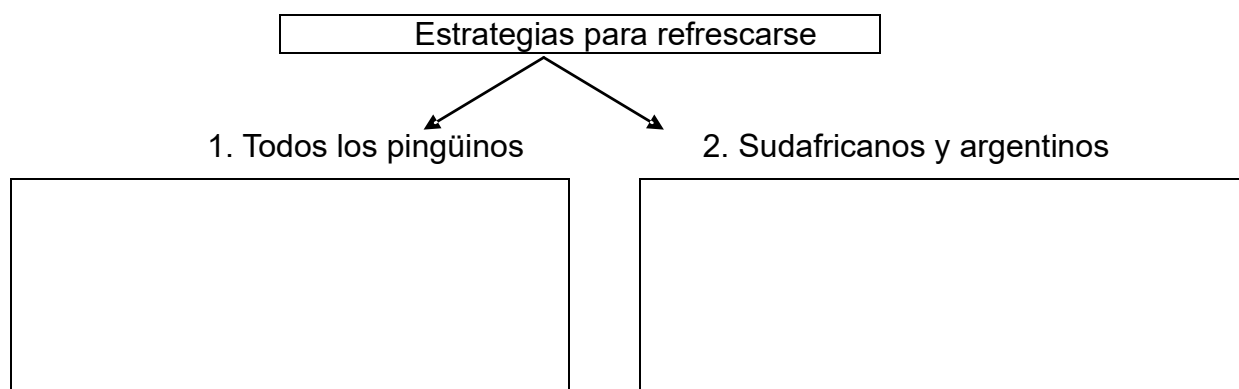 Estrategias para refrescarse
1. Todos los pingüinos
2. Sudafricanos y argentinos